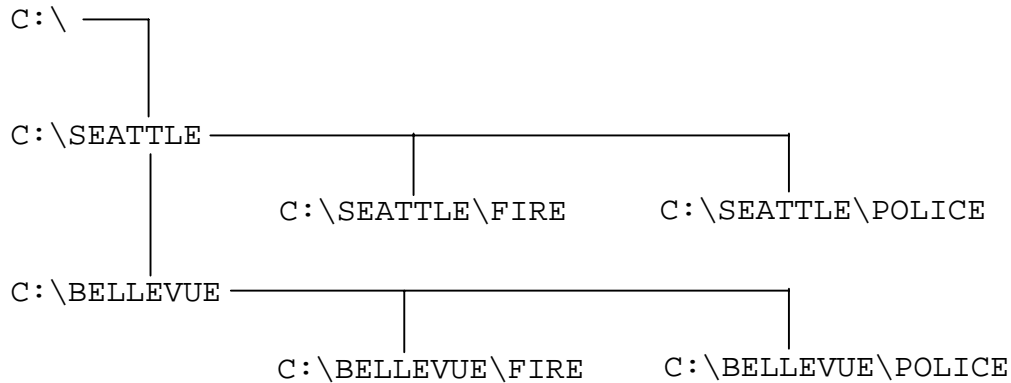 C:\
C:\SEATTLE
C:\SEATTLE\FIRE C:\SEATTLE\POLICE
C:\BELLEVUE
C:\BELLEVUE\FIRE C:\BELLEVUE\POLICE